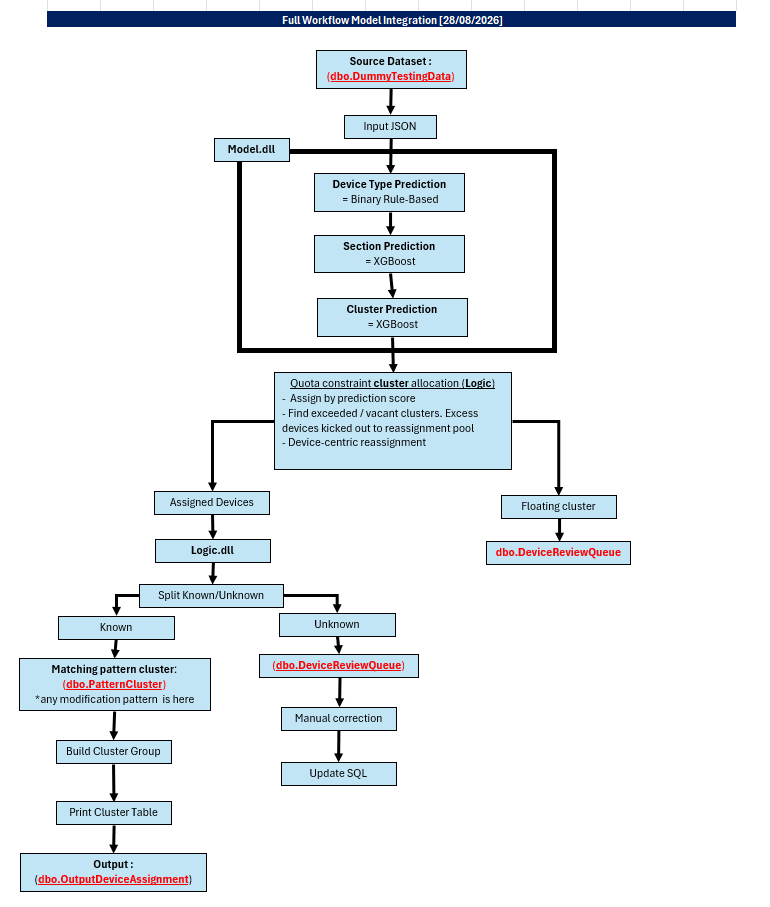 Full Workflow Model Integration [28/08/2026]
Source Dataset :
(dbo.DummyTestingData)
Input JSON
Model.dll
Device Type Prediction
= Binary Rule-Based
Section Prediction
= XGBoost
Cluster Prediction
= XGBoost
Quota constraint cluster allocation (Logic)
- Assign by prediction score
- Find exceeded / vacant clusters. Excess
devices kicked out to reassignment pool
- Device-centric reassignment
Assigned Devices
Floating cluster
Logic.dll
dbo.DeviceReviewQueue
Split Known/Unknown
Known
Unknown
Matching pattern cluster:
(dbo.PatternCluster)
*any modification pattern is here
(dbo.DeviceReviewQueue)
Manual correction
Build Cluster Group
Update SQL
Print Cluster Table
Output :
(dbo.OutputDeviceAssignment)